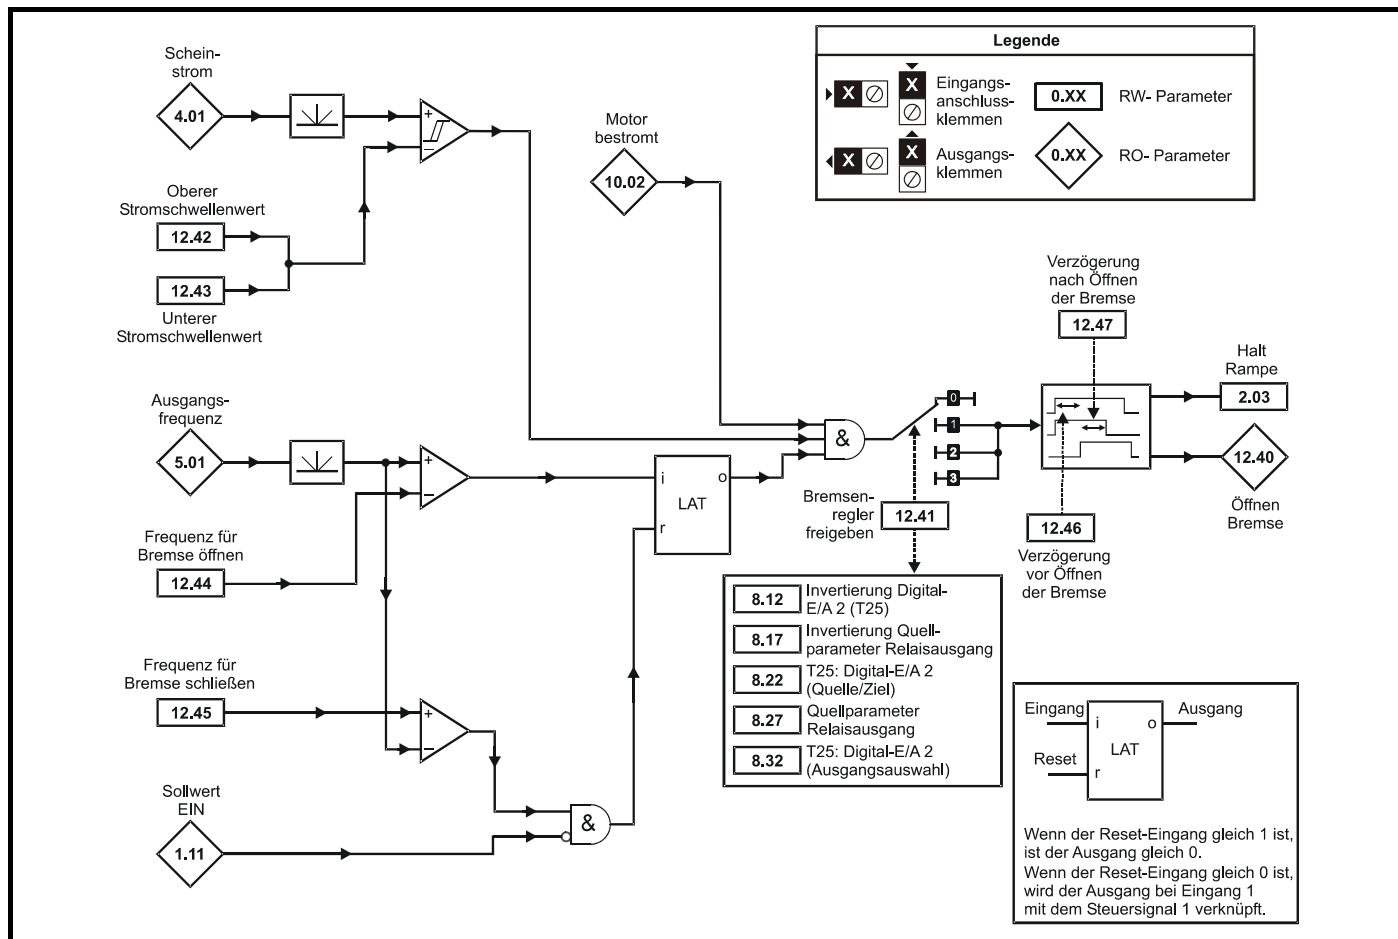 Schein-
strom
4.01
+
−
Oberer
Stromschwellenwert
12.42
12.43
Unterer
Stromschwellenwert
Motor
bestromt
10.02
Legende
X
X
Eingangs-
anschluss-
klemmen
0.XX
RW- Parameter
X
X
Ausgangs-
klemmen
0.XX
RO- Parameter
Ausgangs-
frequenz
5.01
+
−
Frequenz für
Bremse öffnen
12.44
Frequenz für
Bremse schließen
12.45
+
−
Sollwert
EIN
1.11
&
i
o
LAT
r
&
0
1
2
3
Bremsen-
regler
freigeben
12.41
Verzögerung
nach Öffnen
der Bremse
12.47
12.46
Verzögerung
vor Öffnen
der Bremse
Halt
Rampe
2.03
12.40
Öffnen
Bremse
8.12 Invertierung Digital-
E/A 2 (T25)
8.17 Invertierung Quell-
parameter Relaisausgang
8.22 T25: Digital-E/A 2
(Quelle/Ziel)
8.27 Quellparameter
Relaisausgang
8.32 T25: Digital-E/A 2
(Ausgangsauswahl)
Eingang
i
o
Ausgang
LAT
Reset
r
Wenn der Reset-Eingang gleich 1 ist,
ist der Ausgang gleich 0.
Wenn der Reset-Eingang gleich 0 ist,
wird der Ausgang bei Eingang 1
mit dem Steuersignal 1 verknüpft.